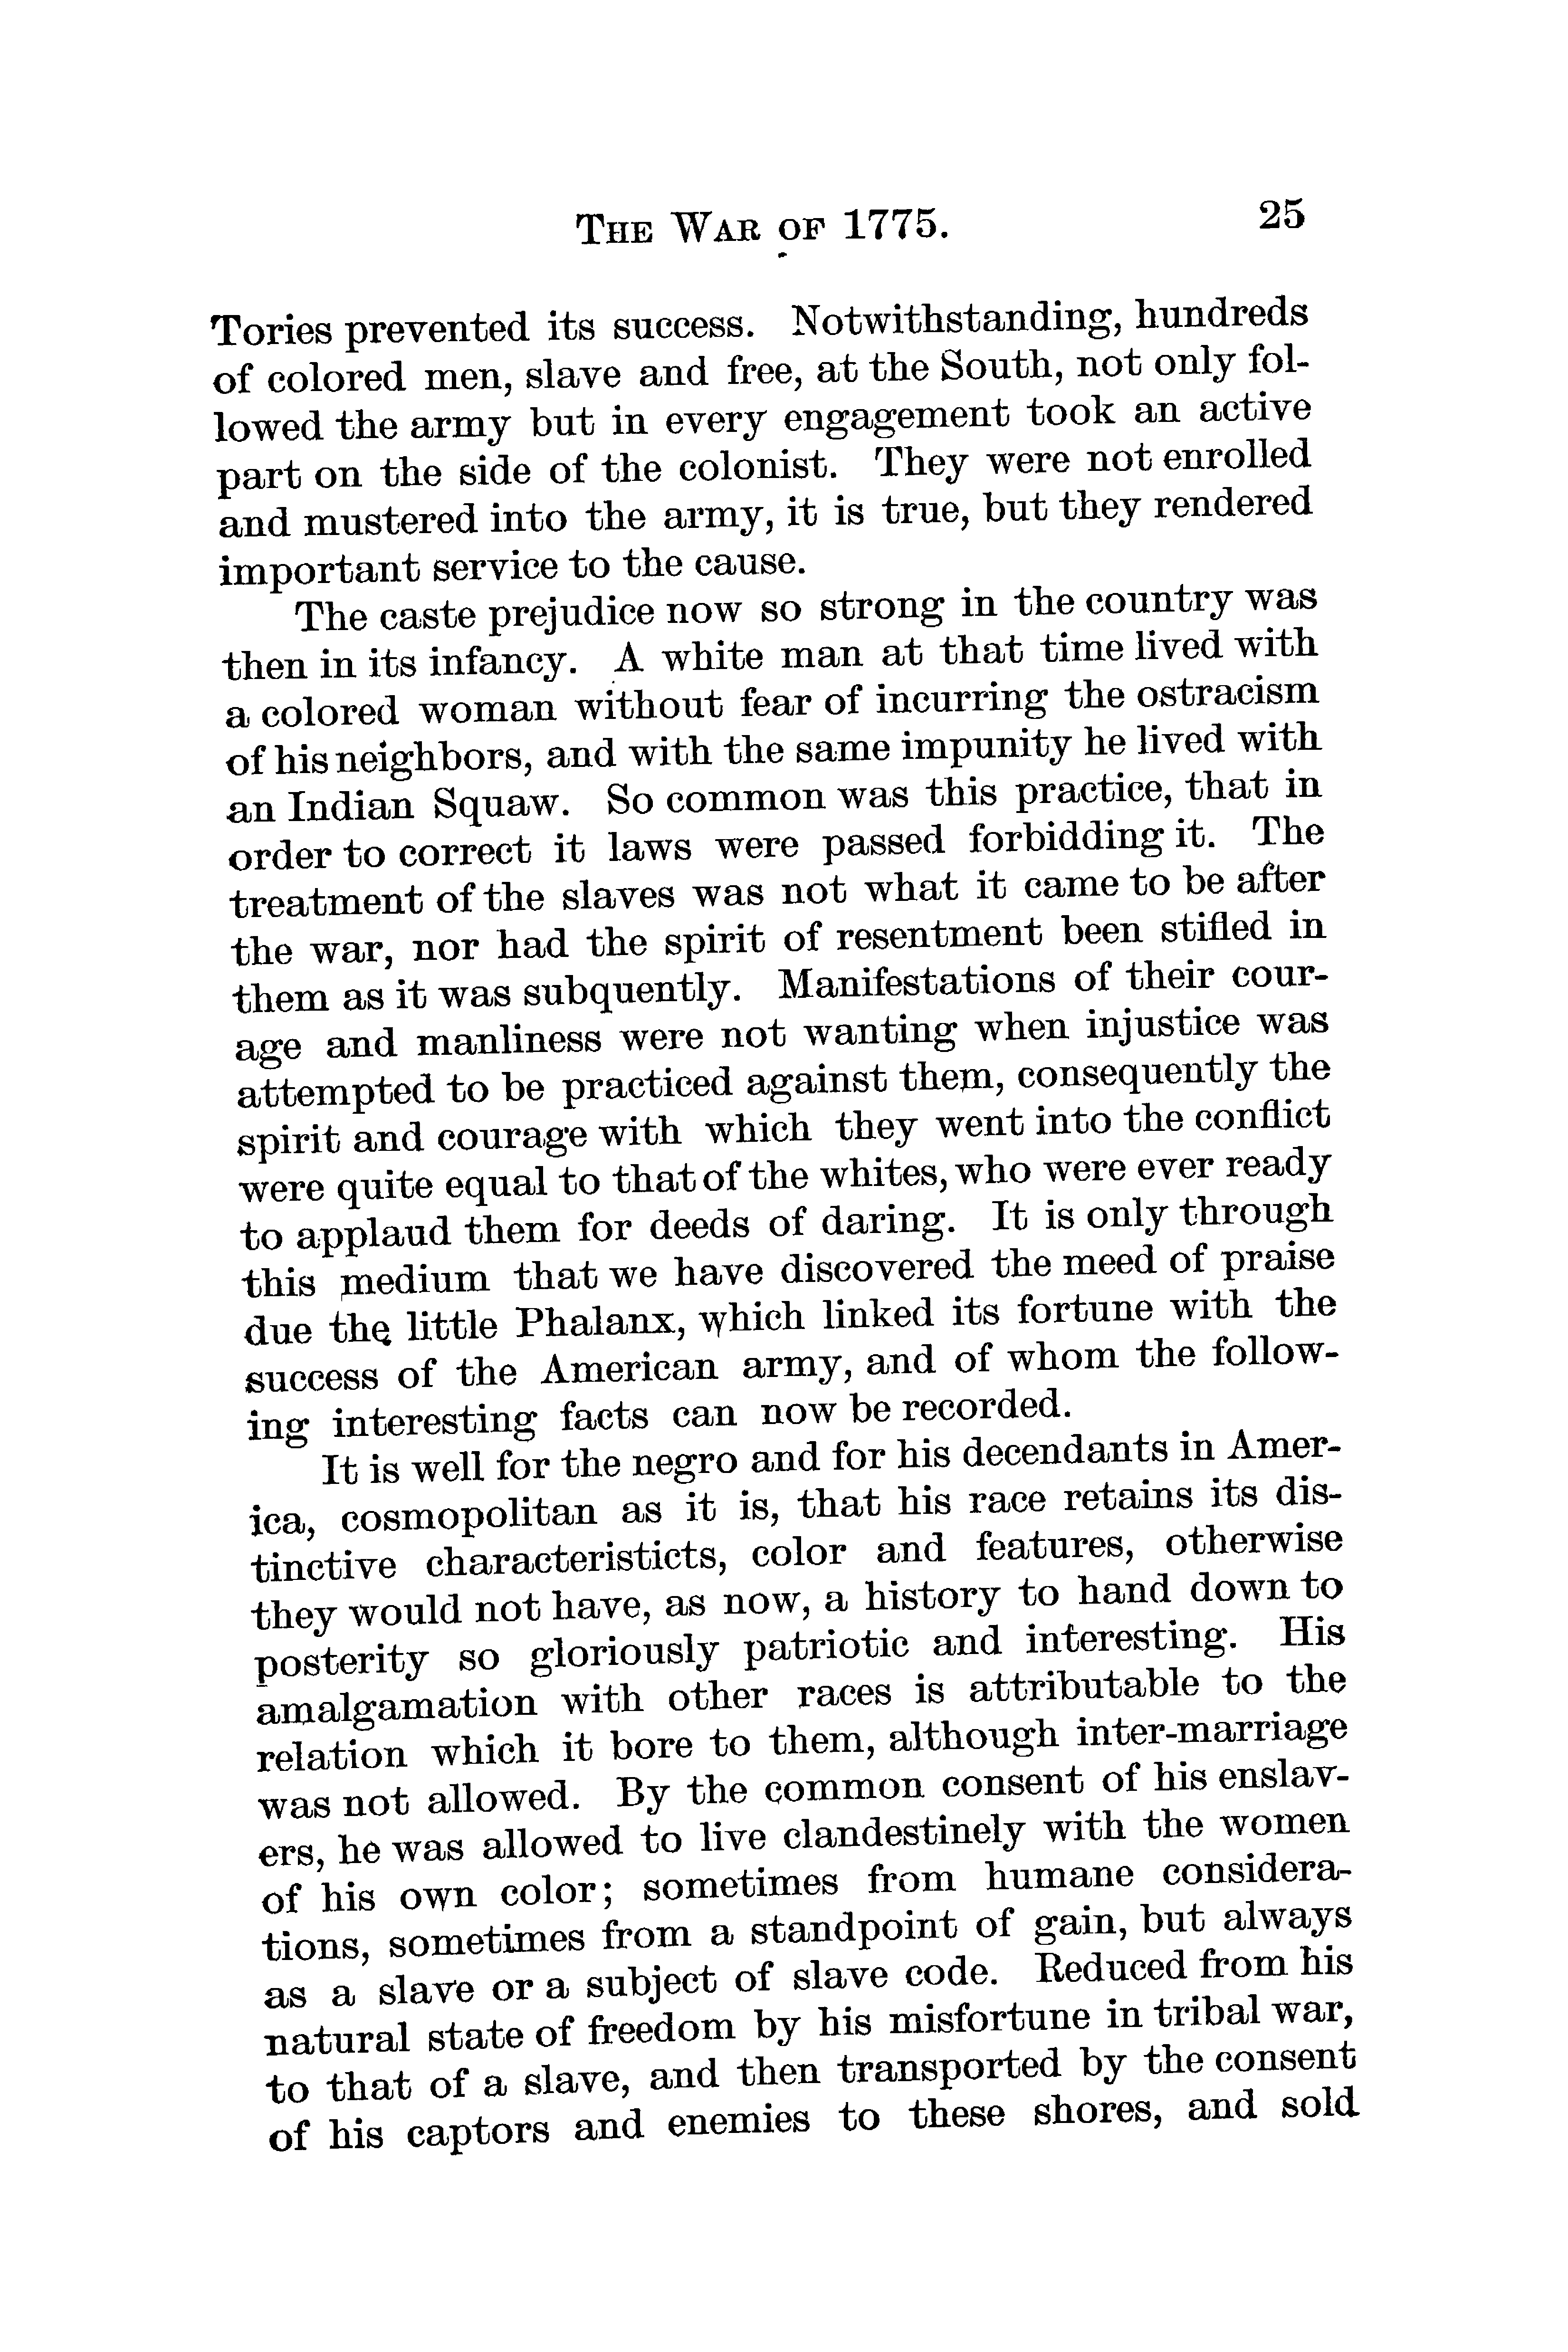 THE WAR OF 1775. 25
Tories prevented its success. Notwithstanding, hundreds
of colored men, slave and free, at the South, not only fol-
lowed the army but in every engagement took an active
part on the side of the colonist. They were not enrolled
and mustered into the army, it is true, but they rendered
important service to the cause.
The caste prejudice now so strong in the country was
then in its infancy. A white man at that time lived with
a colored woman without fear of incurring the ostracism
of his neighbors, and with the same impunity he lived with
an Indian Squaw. So common was this practice, that in
order to correct it laws were passed forbidding it. The
treatment of the slaves was not what it came to be after
the war, nor had the spirit of resentment been stifled in
them as it was subquently. Manifestations of their cour-
age and manliness were not wanting when injustice was
attempted to be practiced against them, consequently the
spirit and courage with which they went into the conflict
were quite equal to that of the whites, who were ever ready
to applaud them for deeds of daring. It is only through
this medium that we have discovered the meed of praise
due the little Phalanx, which linked its fortune with the
success of the American army, and of whom the follow-
ing interesting facts can now be recorded.
It is well for the negro and for his decendants in Amer-
ica, cosmopolitan as it is, that his race retains its dis-
tinctive characteristicts, color and features, otherwise
they would not have, as now, a history to hand down to
posterity so gloriously patriotic and interesting. His
amalgamation with other races is attributable to the
relation which it bore to them, although inter-marriage
was not allowed. By the common consent of his enslav-
ers, he was allowed to live clandestinely with the women
of his own color; sometimes from humane considera-
tions, sometimes from a standpoint of gain, but always
as a slave or a subject of slave code. Reduced from his
natural state of freedom by his misfortune in tribal war,
to that of a slave, and then transported by the consent
of his captors and enemies to these shores, and sold